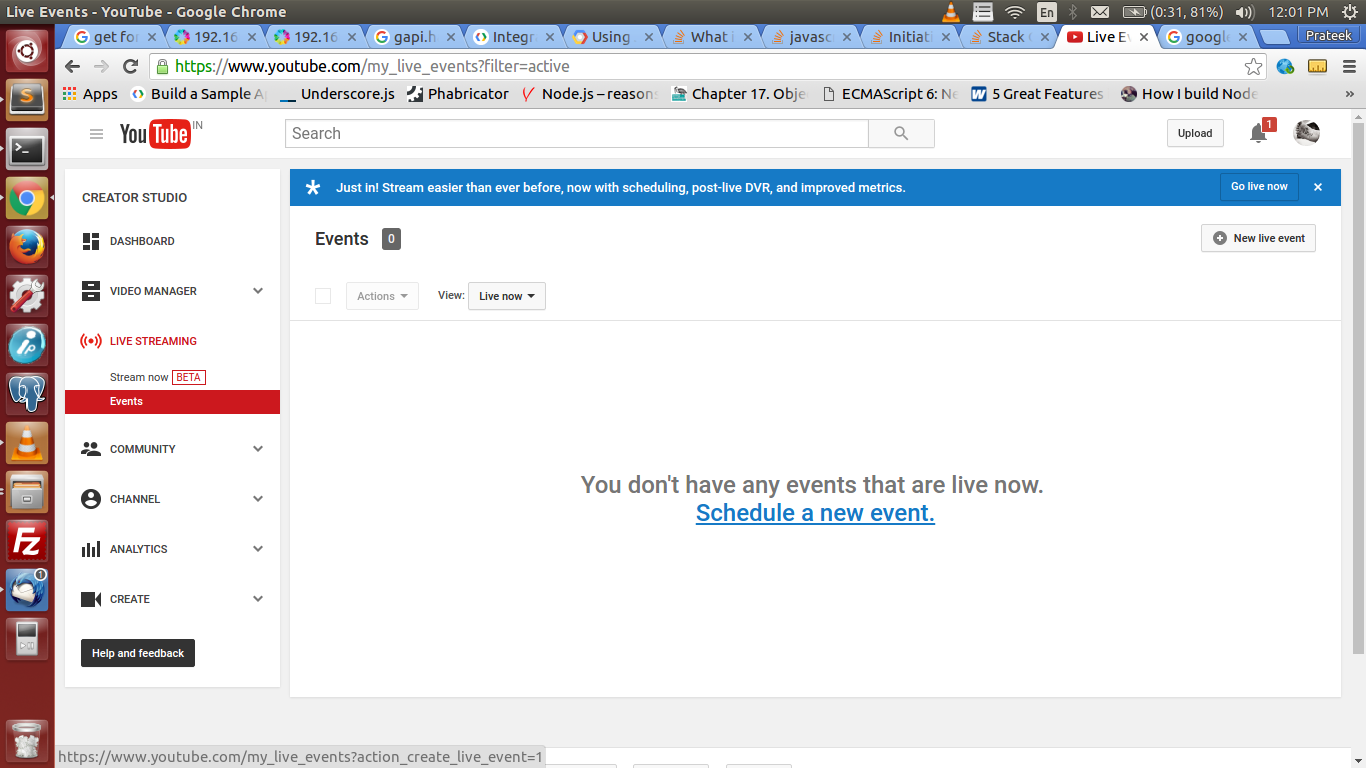 Live Events - YouTube - Google Chrome
En
(0:31, 81%)
12:01 PM
get for
192.16
192.16
gapi.h
Integr
Using
What i
javasc
Initiati
Stack
Live E
google
Prateek
https://www.youtube.com/my_live_events?filter=active
Apps
Build a Sample A
Underscore.js
Phabricator
Node.js – reasons
Chapter 17. Obje
ECMAScript 6: Ne
5 Great Features
How I build Node
»
YouTube IN
Search
Upload
1
CREATOR STUDIO
DASHBOARD
VIDEO MANAGER
LIVE STREAMING
Stream now BETA
Events
COMMUNITY
CHANNEL
ANALYTICS
CREATE
Help and feedback
Just in! Stream easier than ever before, now with scheduling, post-live DVR, and improved metrics.
Go live now
×
Events 0
New live event
Actions
View:
Live now
You don't have any events that are live now.
Schedule a new event.
https://www.youtube.com/my_live_events?action_create_live_event=1